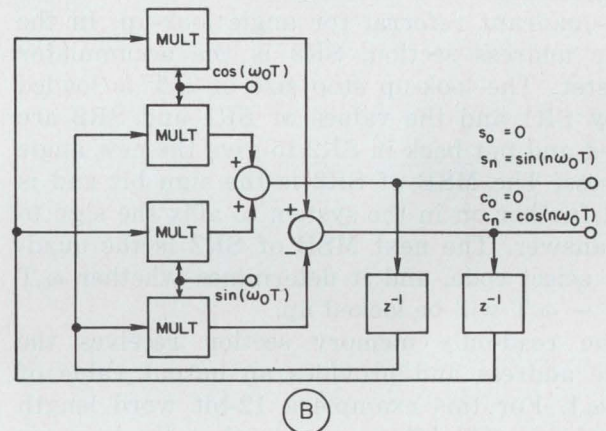 MULT
cos(ω₀T)
MULT
+
+
MULT
sin(ω₀T)
MULT
+
−
s₀ = 0
sₙ = sin(nω₀T)
c₀ = 0
cₙ = cos(nω₀T)
z⁻¹
z⁻¹
B